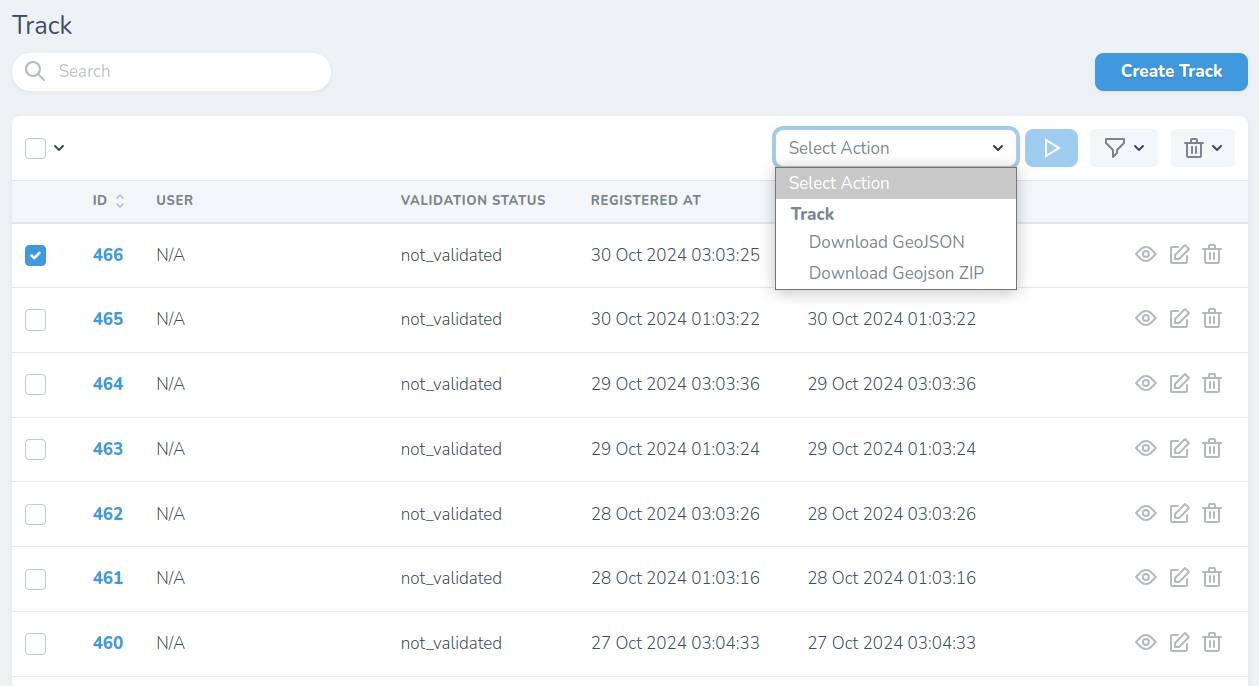 Track
Search
Create Track
Select Action
Select Action
Track
Download GeoJSON
Download Geojson ZIP
ID USER VALIDATION STATUS REGISTERED AT
466 N/A not_validated 30 Oct 2024 03:03:25
465 N/A not_validated 30 Oct 2024 01:03:22 30 Oct 2024 01:03:22
464 N/A not_validated 29 Oct 2024 03:03:36 29 Oct 2024 03:03:36
463 N/A not_validated 29 Oct 2024 01:03:24 29 Oct 2024 01:03:24
462 N/A not_validated 28 Oct 2024 03:03:26 28 Oct 2024 03:03:26
461 N/A not_validated 28 Oct 2024 01:03:16 28 Oct 2024 01:03:16
460 N/A not_validated 27 Oct 2024 03:04:33 27 Oct 2024 03:04:33